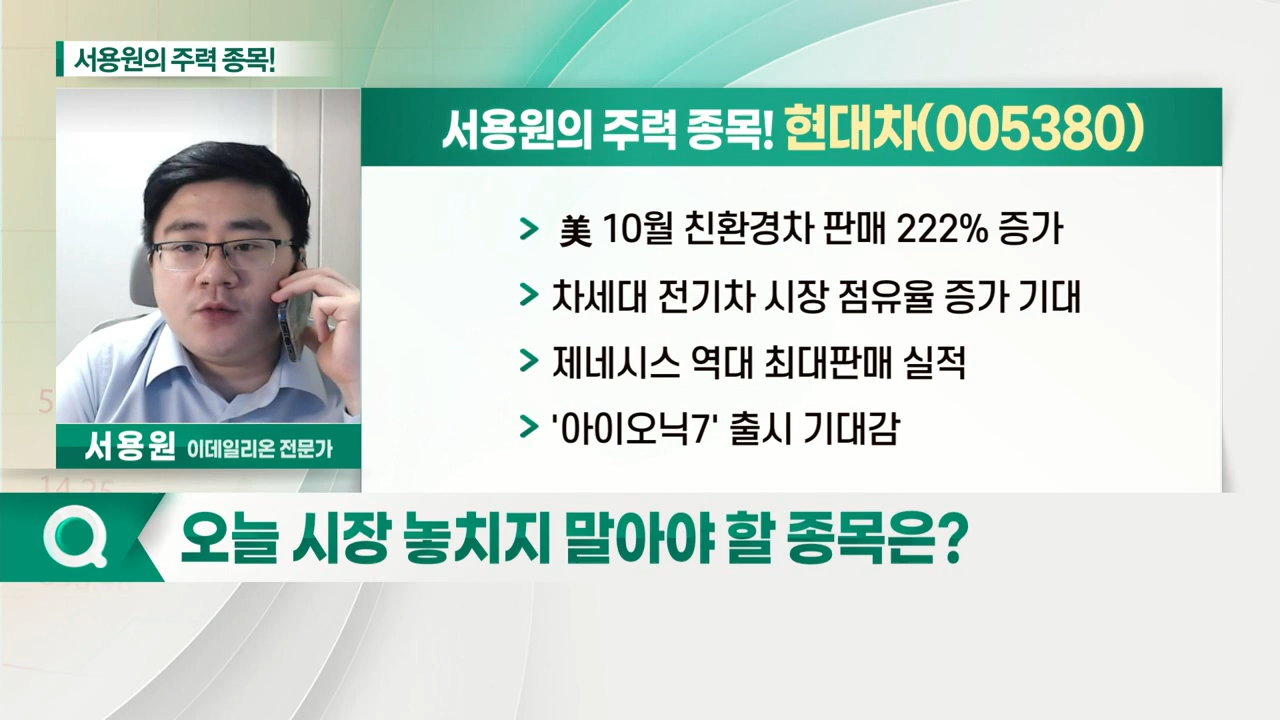 서용원의 주력 종목!
서용원의 주력 종목! 현대차(005380)
> 美 10월 친환경차 판매 222% 증가
> 차세대 전기차 시장 점유율 증가 기대
> 제네시스 역대 최대판매 실적
> '아이오닉7' 출시 기대감
서용원 이데일리온 전문가
오늘 시장 놓치지 말아야 할 종목은?